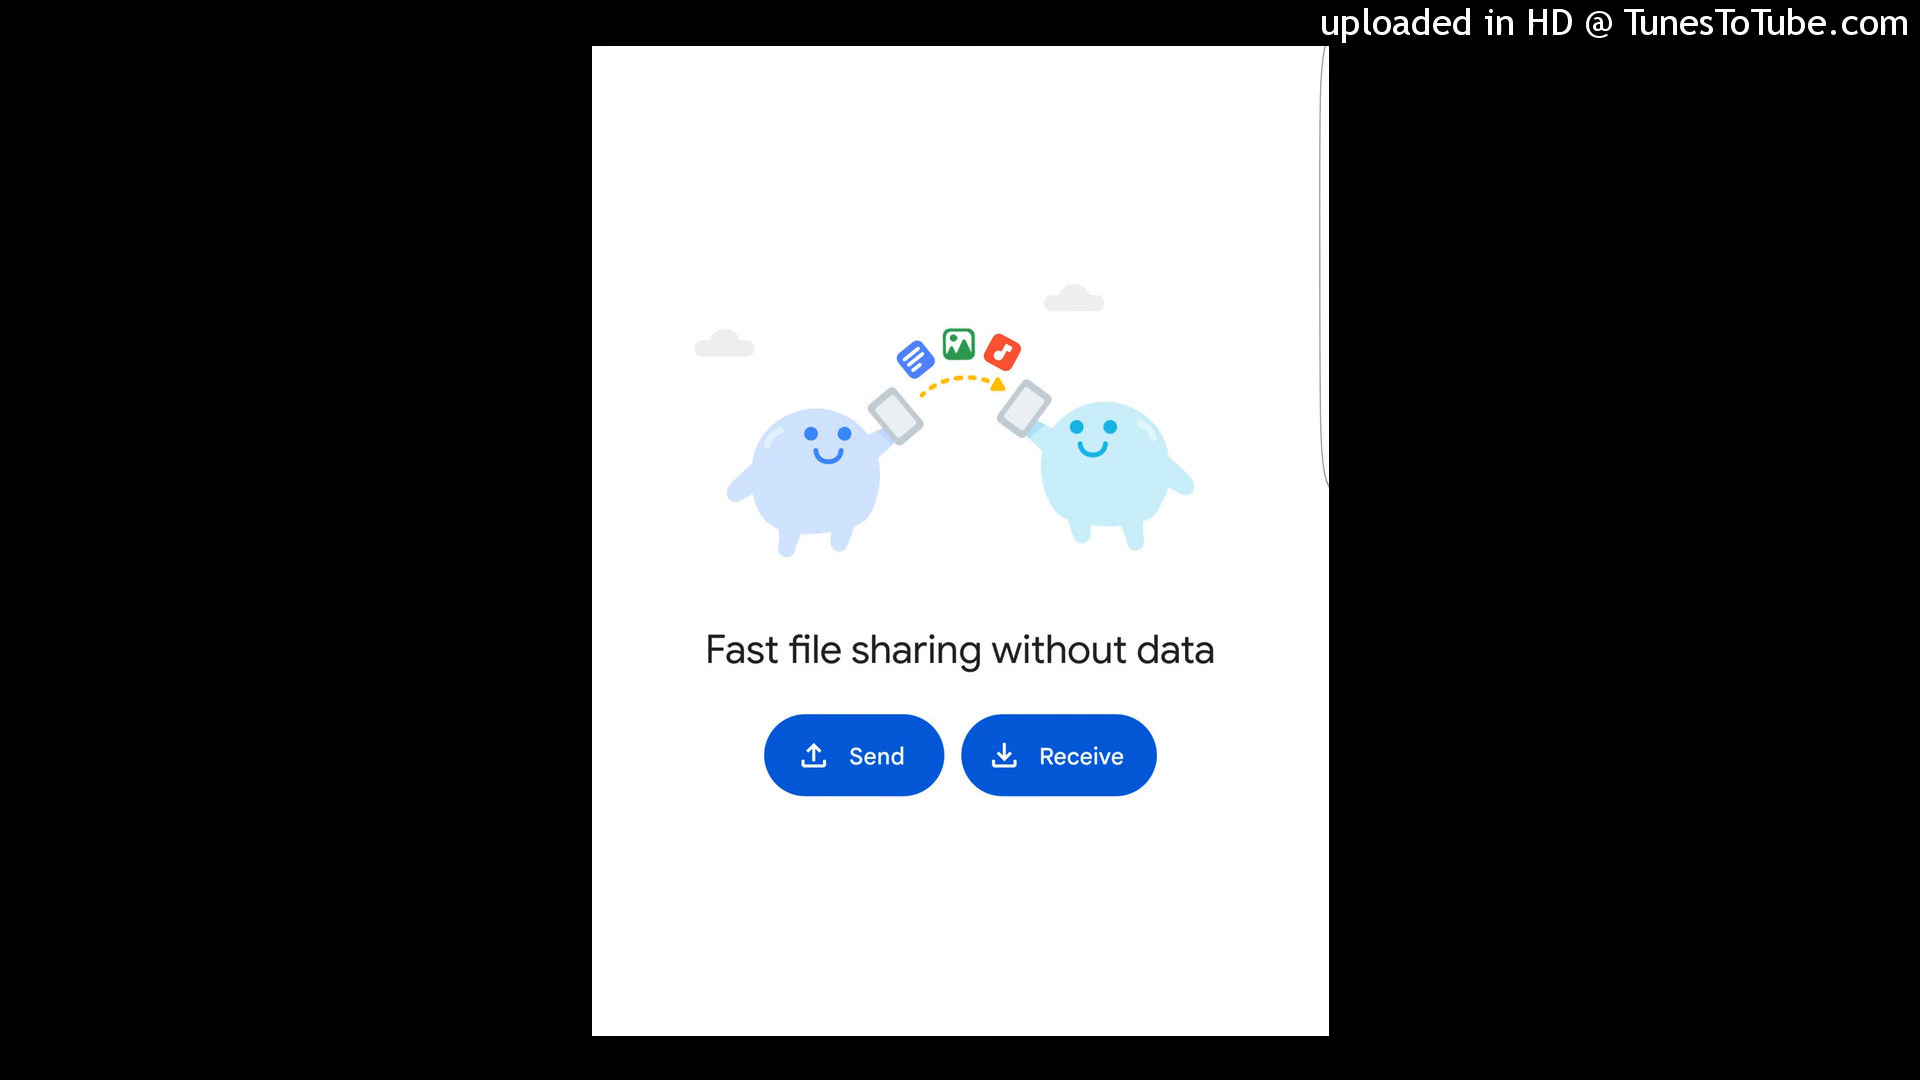 uploaded in HD @ TunesToTube.com
Fast file sharing without data
Send
Receive